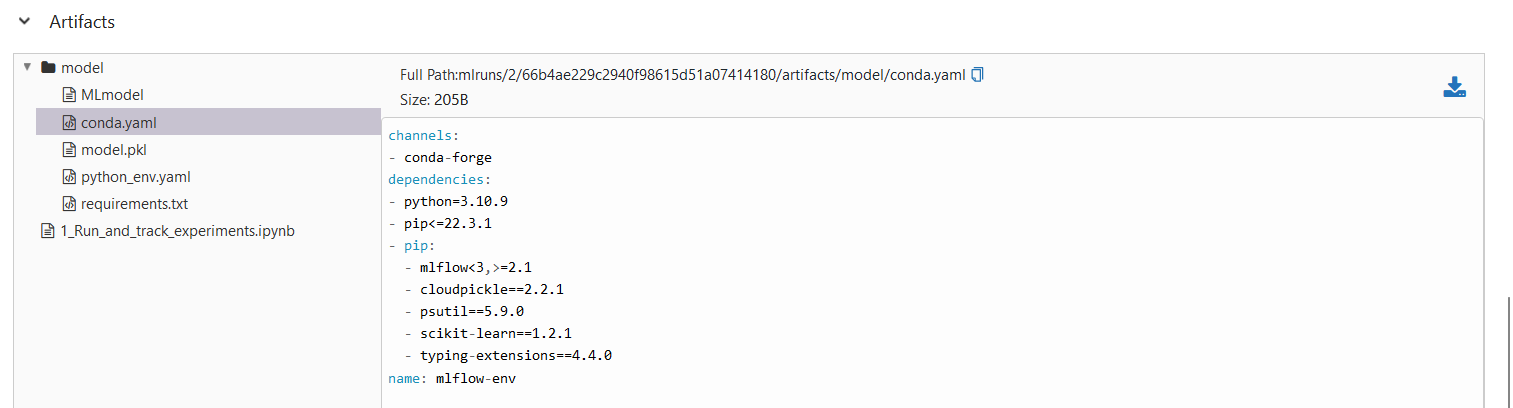 Artifacts
model
MLmodel
conda.yaml
model.pkl
python_env.yaml
requirements.txt
1_Run_and_track_experiments.ipynb
Full Path:mlruns/2/66b4ae229c2940f98615d51a07414180/artifacts/model/conda.yaml
Size: 205B
channels:
- conda-forge
dependencies:
- python=3.10.9
- pip<=22.3.1
- pip:
  - mlflow<3,>=2.1
  - cloudpickle==2.2.1
  - psutil==5.9.0
  - scikit-learn==1.2.1
  - typing-extensions==4.4.0
name: mlflow-env